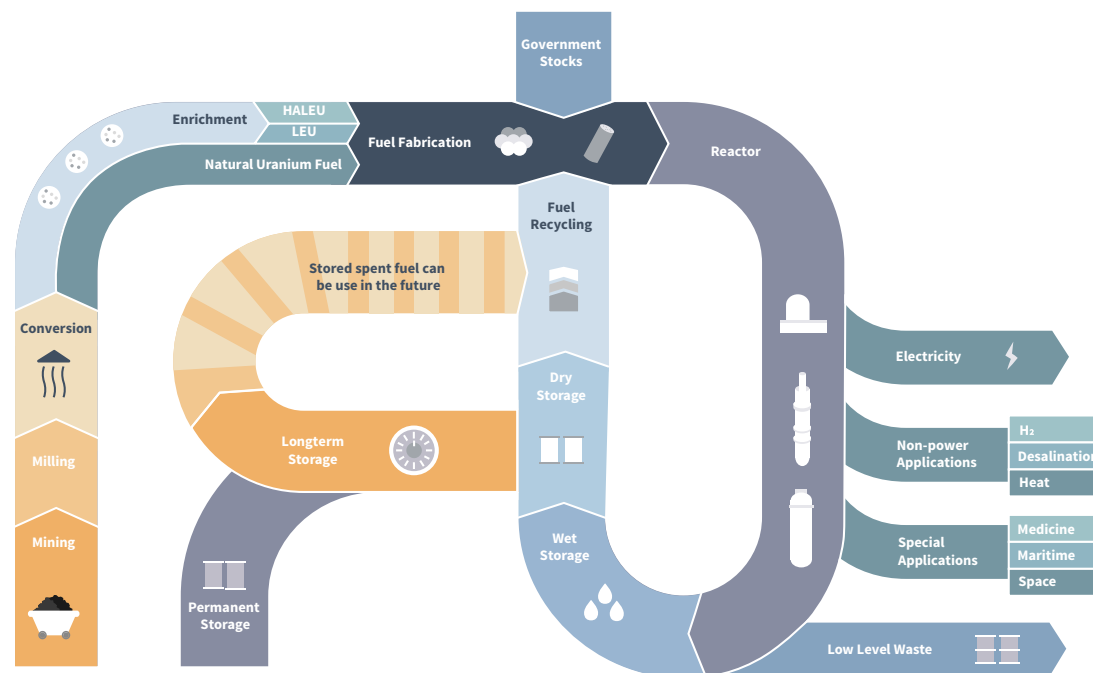 Government
Stocks
HALEU
Enrichment
LEU
Fuel Fabrication
Reactor
Natural Uranium Fuel
Fuel
Recycling
Stored spent fuel can
be use in the future
Conversion
Electricity
Dry
Storage
H₂
Non-power
Applications
Desalination
Heat
Longterm
Storage
Milling
Medicine
Special
Applications
Maritime
Space
Mining
Wet
Storage
Permanent
Storage
Low Level Waste